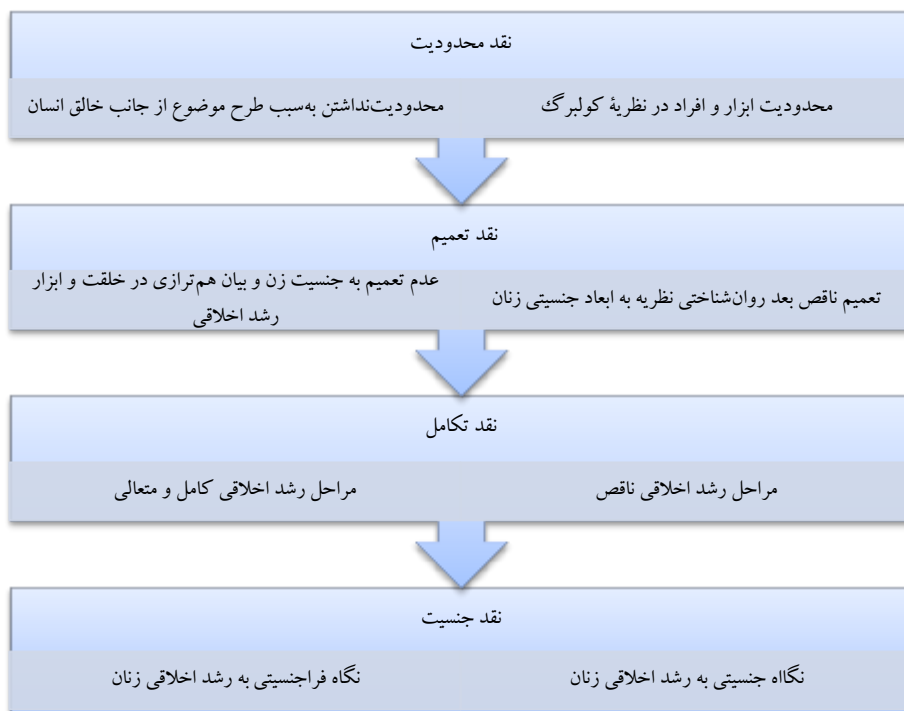 نقد محدودیت
محدودیت ابزار و افراد در نظریهٔ کولبرگ
محدودیت‌نداشتن به‌سبب طرح موضوع از جانب خالق انسان
نقد تعمیم
تعمیم ناقص بعد روان‌شناختی نظریه به ابعاد جنسیتی زنان
عدم تعمیم به جنسیت زن و بیان هم‌ترازی در خلقت و ابزار
رشد اخلاقی
نقد تکامل
مراحل رشد اخلاقی ناقص
مراحل رشد اخلاقی کامل و متعالی
نقد جنسیت
نگااه جنسیتی به رشد اخلاقی زنان
نگاه فراجنسیتی به رشد اخلاقی زنان